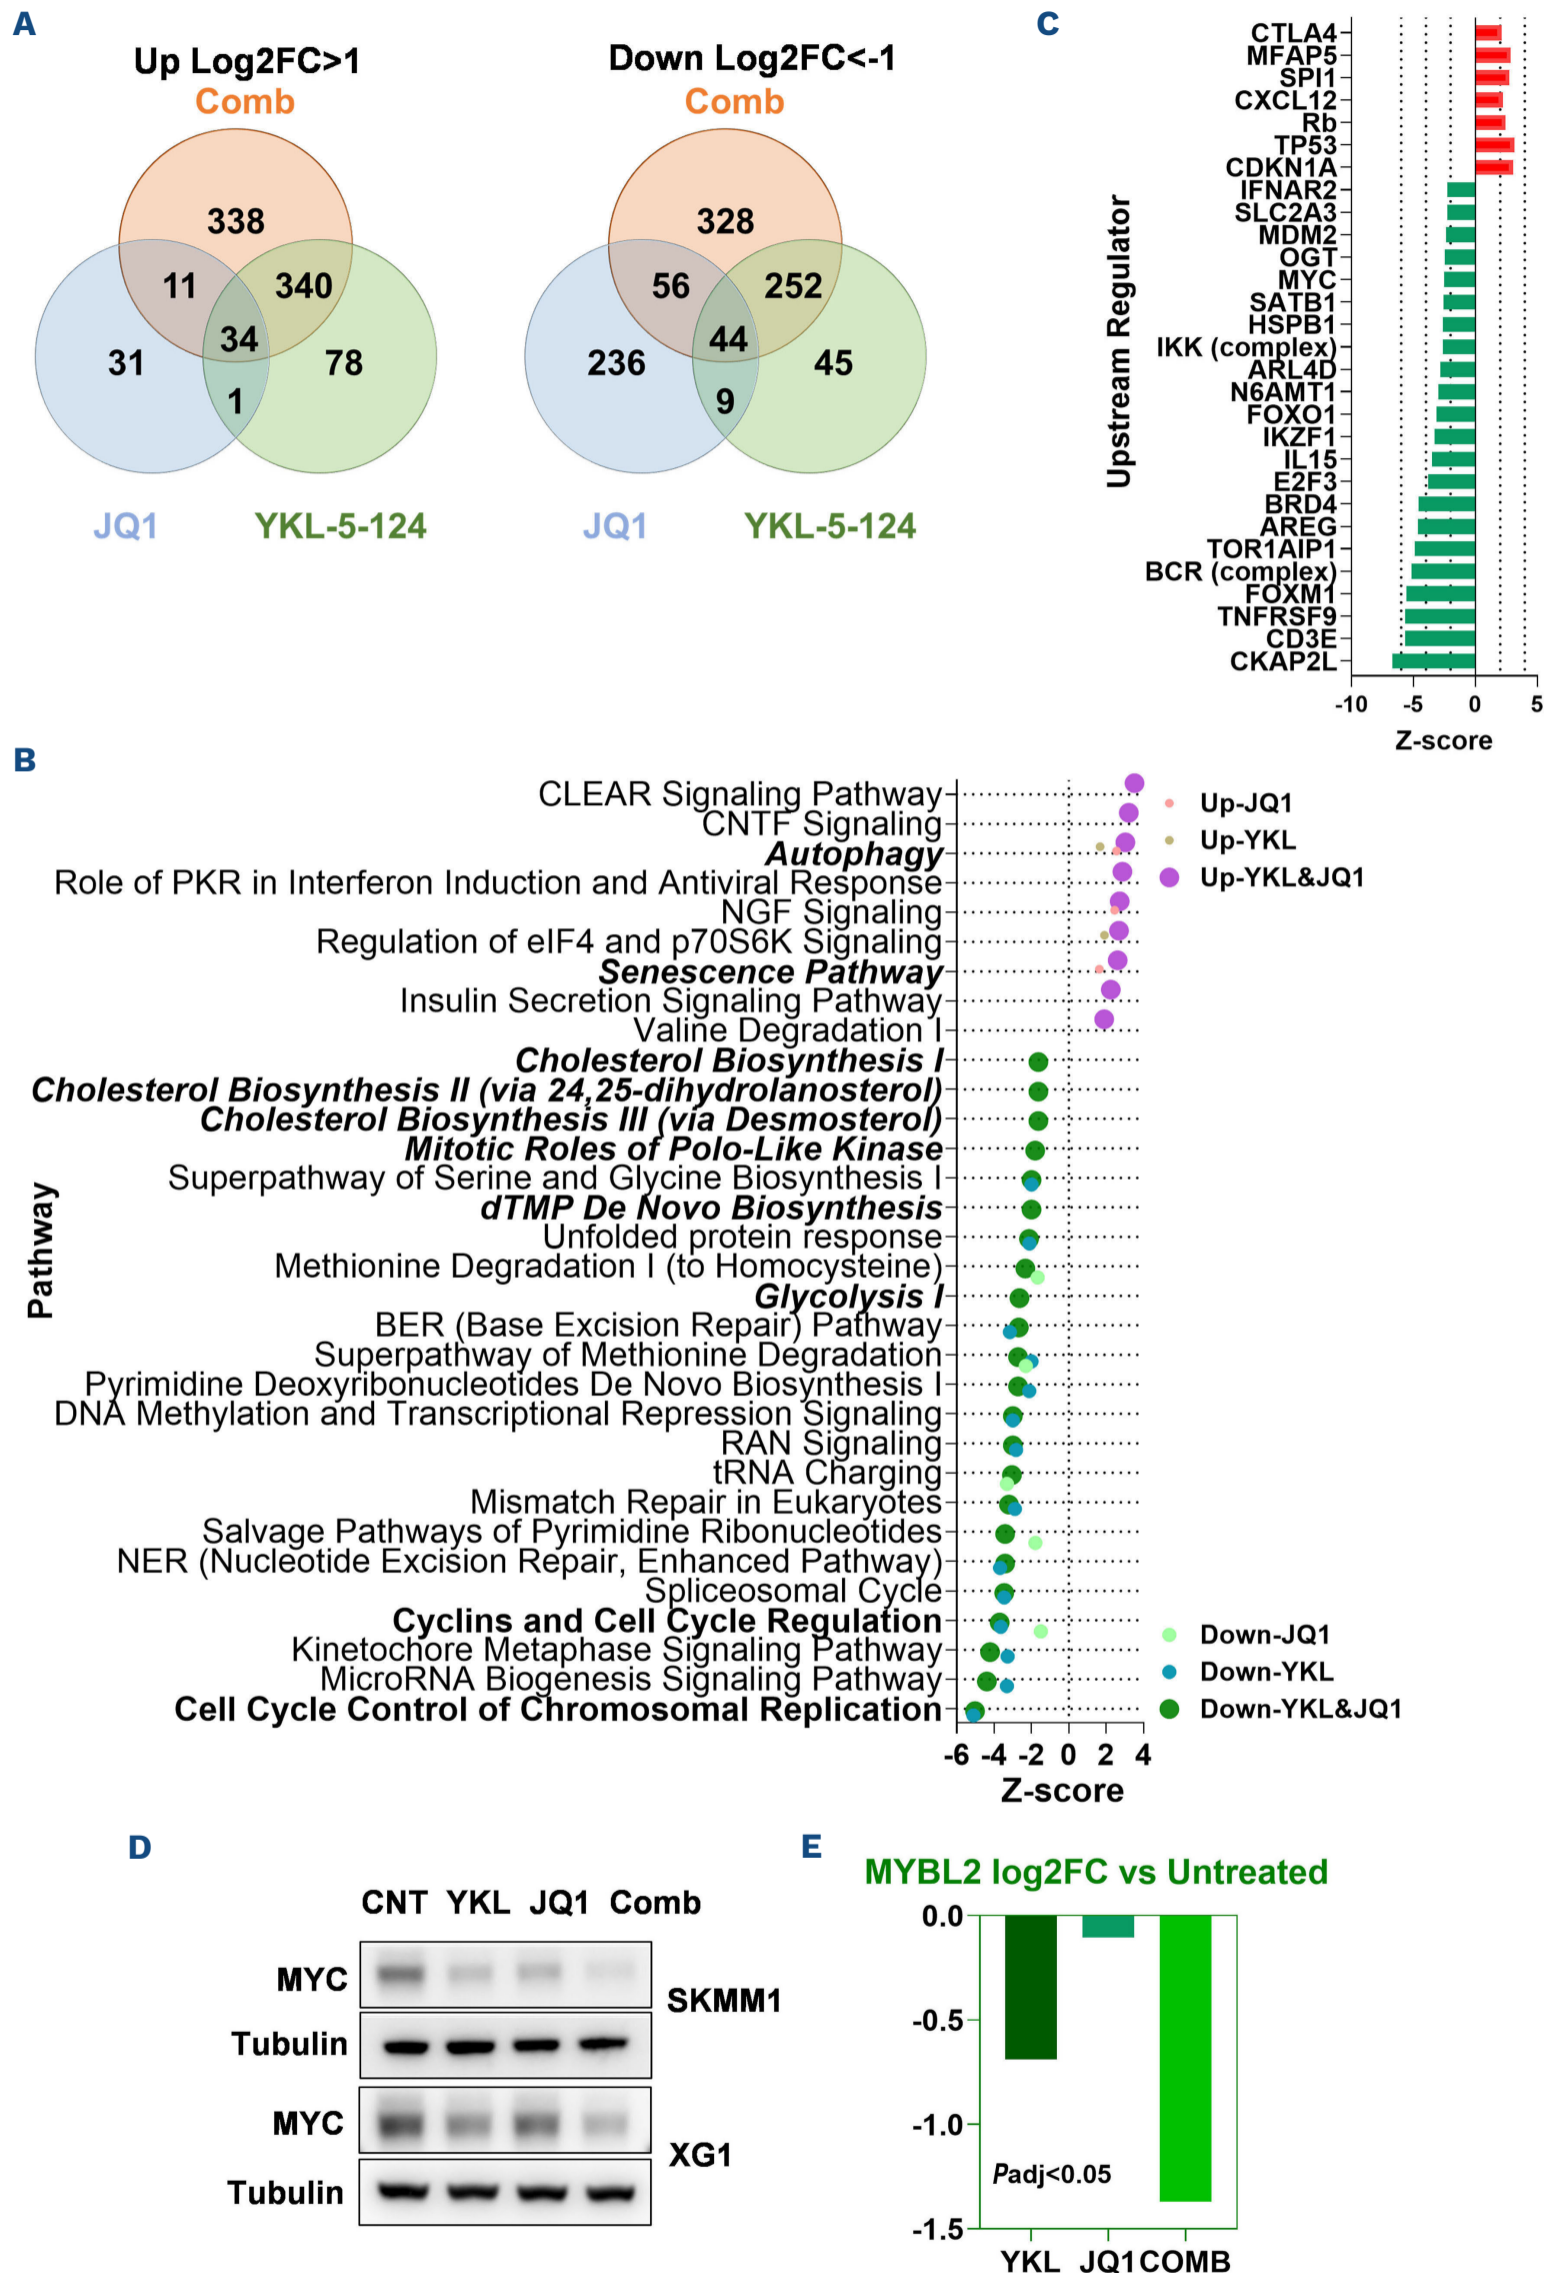 A
Up Log2FC>1
Comb
338
11
340
34
31
78
1
JQ1
YKL-5-124
Down Log2FC<-1
Comb
328
56
252
44
236
45
9
JQ1
YKL-5-124
C
Upstream Regulator
CTLA4
MFAP5
SPI1
CXCL12
Rb
TP53
CDKN1A
IFNAR2
SLC2A3
MDM2
OGT
MYC
SATB1
HSPB1
IKK (complex)
ARL4D
N6AMT1
FOXO1
IKZF1
IL15
E2F3
BRD4
AREG
TOR1AIP1
BCR (complex)
FOXM1
TNFRSF9
CD3E
CKAP2L
-10 -5 0 5
Z-score
B
Pathway
CLEAR Signaling Pathway
CNTF Signaling
Autophagy
Role of PKR in Interferon Induction and Antiviral Response
NGF Signaling
Regulation of eIF4 and p70S6K Signaling
Senescence Pathway
Insulin Secretion Signaling Pathway
Valine Degradation I
Cholesterol Biosynthesis I
Cholesterol Biosynthesis II (via 24,25-dihydrolanosterol)
Cholesterol Biosynthesis III (via Desmosterol)
Mitotic Roles of Polo-Like Kinase
Superpathway of Serine and Glycine Biosynthesis I
dTMP De Novo Biosynthesis
Unfolded protein response
Methionine Degradation I (to Homocysteine)
Glycolysis I
BER (Base Excision Repair) Pathway
Superpathway of Methionine Degradation
Pyrimidine Deoxyribonucleotides De Novo Biosynthesis I
DNA Methylation and Transcriptional Repression Signaling
RAN Signaling
tRNA Charging
Mismatch Repair in Eukaryotes
Salvage Pathways of Pyrimidine Ribonucleotides
NER (Nucleotide Excision Repair, Enhanced Pathway)
Spliceosomal Cycle
Cyclins and Cell Cycle Regulation
Kinetochore Metaphase Signaling Pathway
MicroRNA Biogenesis Signaling Pathway
Cell Cycle Control of Chromosomal Replication
-6 -4 -2 0 2 4
Z-score
Up-JQ1
Up-YKL
Up-YKL&JQ1
Down-JQ1
Down-YKL
Down-YKL&JQ1
D
CNT YKL JQ1 Comb
MYC
SKMM1
Tubulin
MYC
XG1
Tubulin
E
MYBL2 log2FC vs Untreated
0.0
-0.5
-1.0
-1.5
Padj<0.05
YKL JQ1 COMB